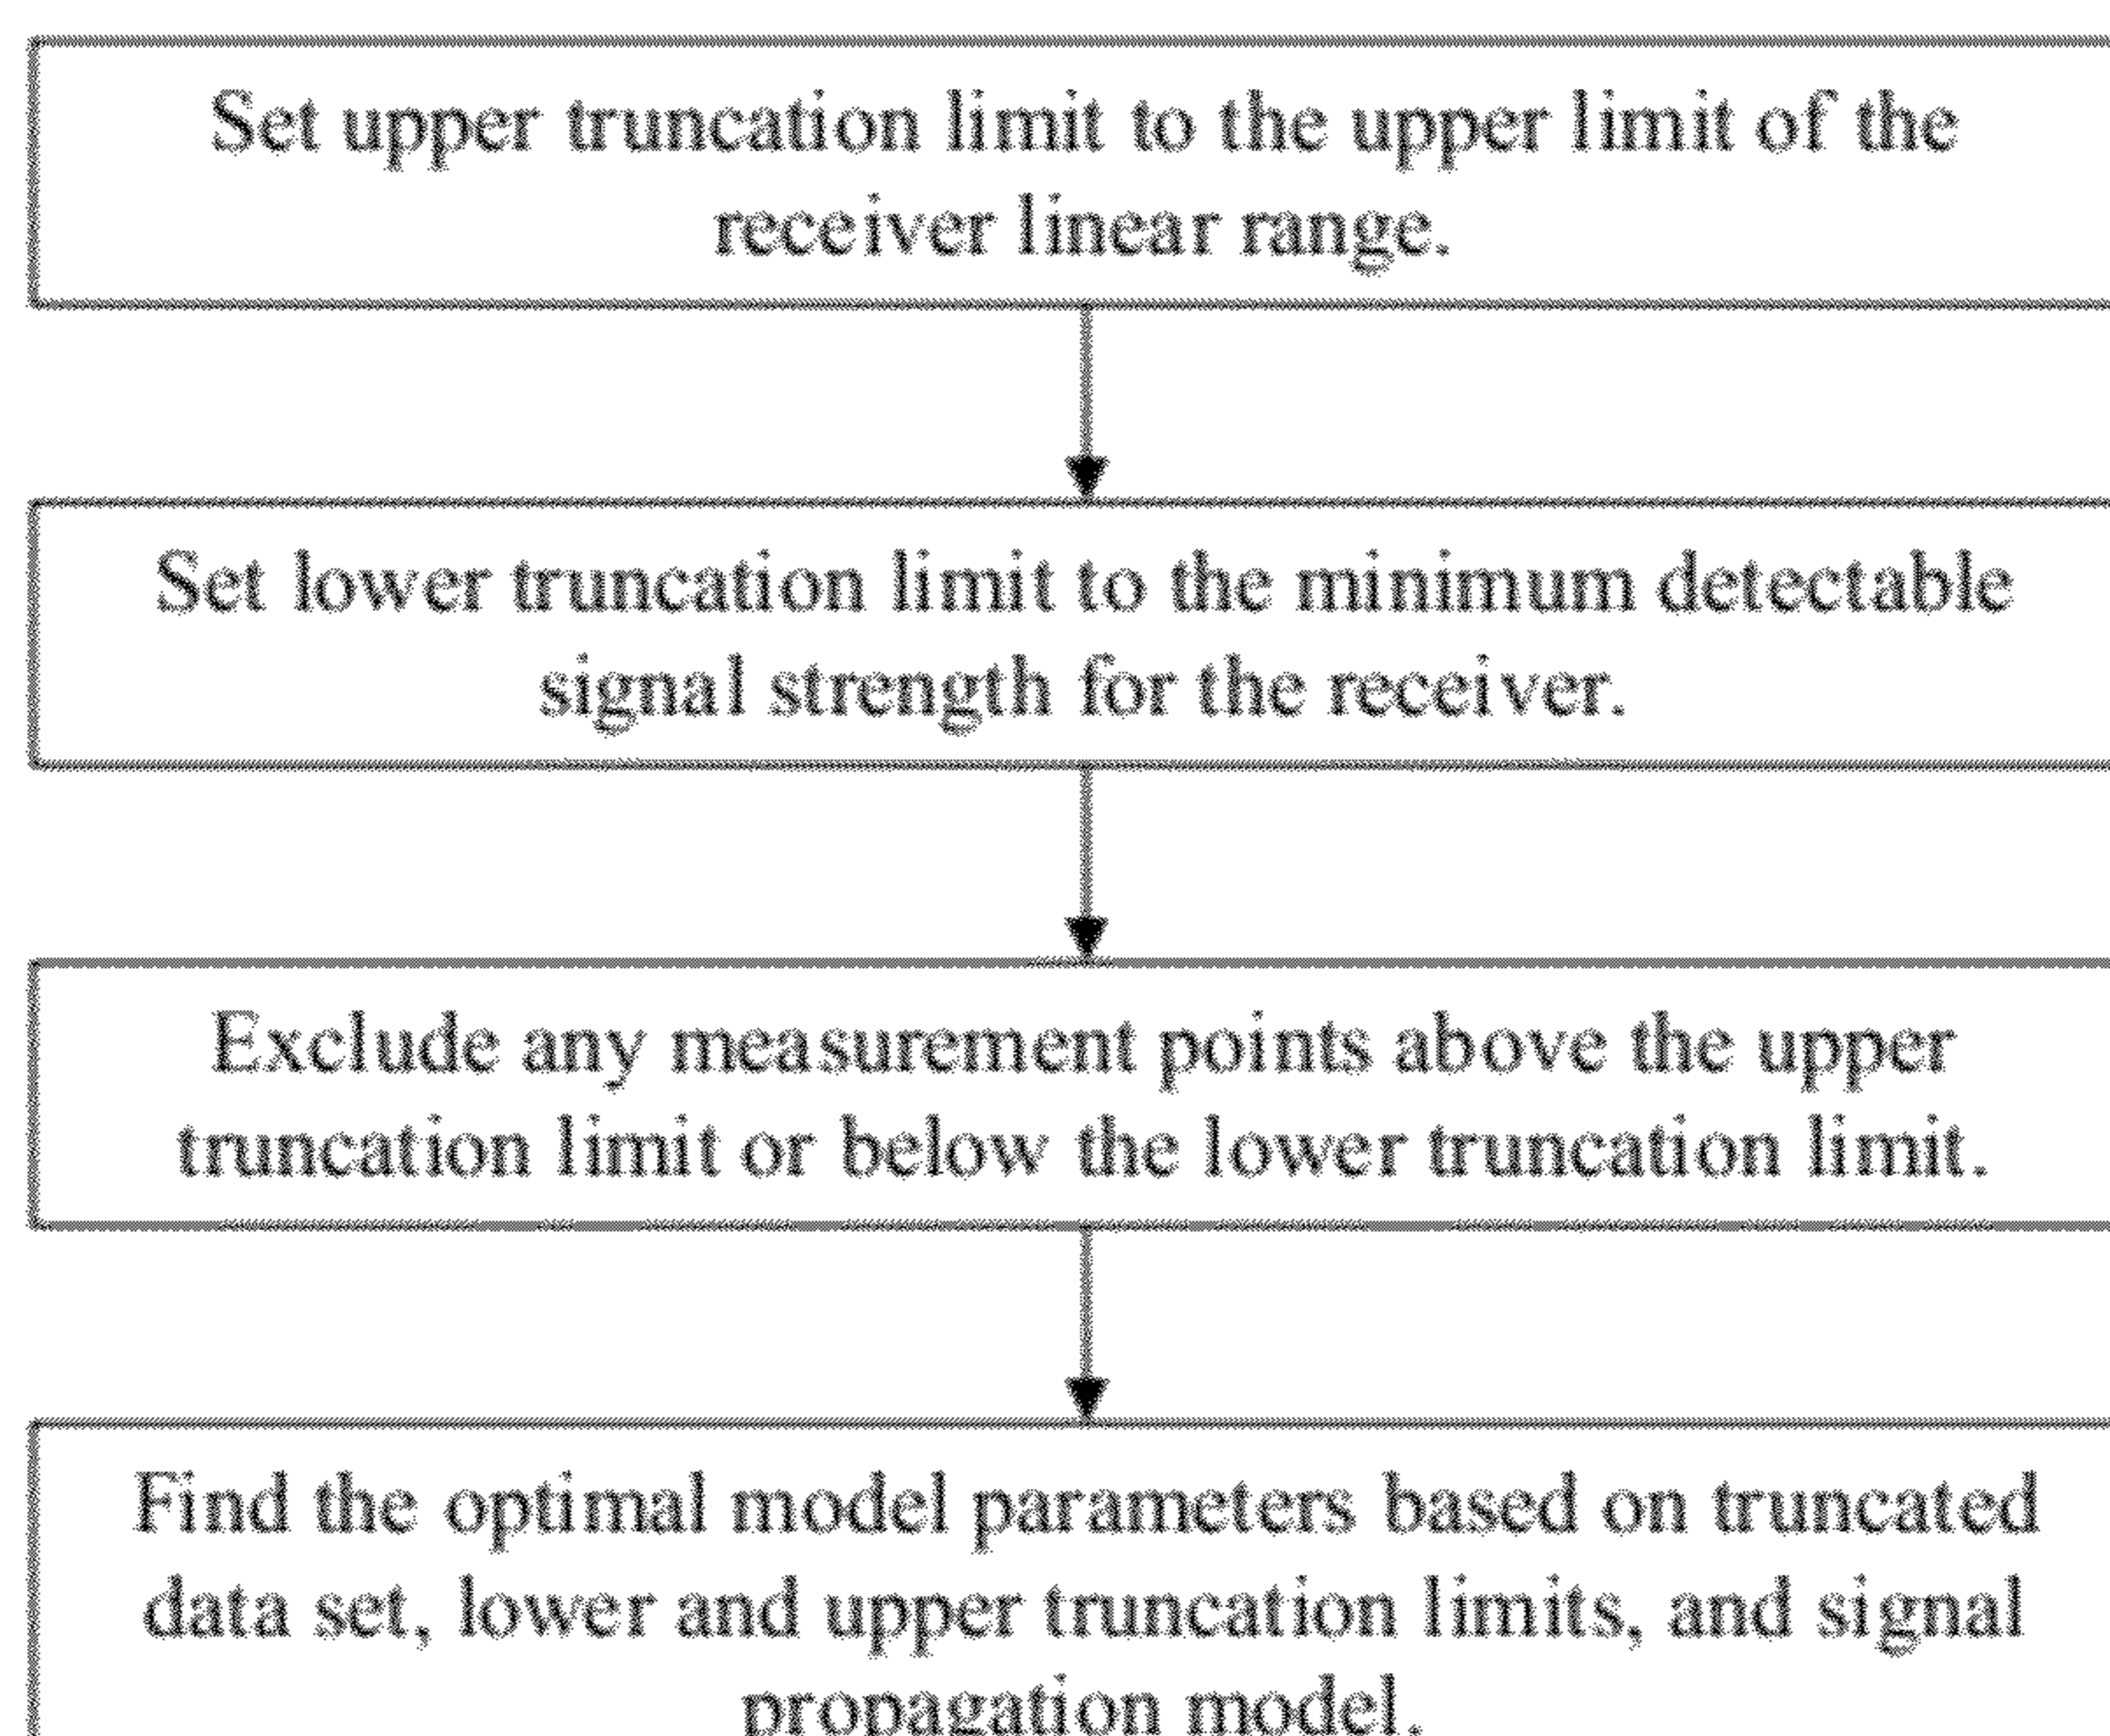 Set upper truncation limit to the upper limit of the
receiver linear range.
Set lower truncation limit to the minimum detectable
signal strength for the receiver.
Exclude any measurement points above the upper
truncation limit or below the lower truncation limit.
Find the optimal model parameters based on truncated
data set, lower and upper truncation limits, and signal
propagation model.